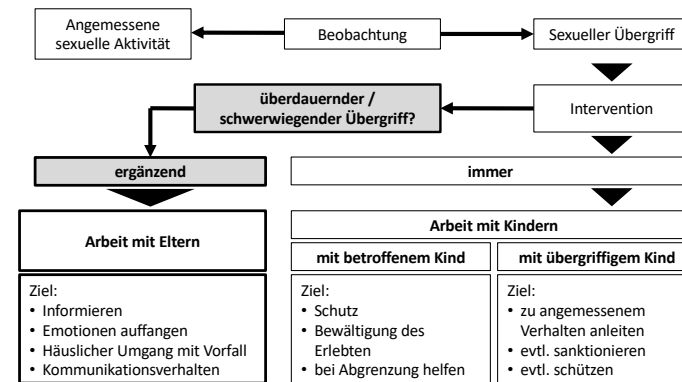 Angemessene
sexuelle Aktivität
Beobachtung
Sexueller Übergriff
überdauernder /
schwerwiegender Übergriff?
Intervention
ergänzend
immer
Arbeit mit Eltern
Arbeit mit Kindern
mit betroffenem Kind
mit übergriffigem Kind
Ziel:
• Informieren
• Emotionen auffangen
• Häuslicher Umgang mit Vorfall
• Kommunikationsverhalten
Ziel:
• Schutz
• Bewältigung des
Erlebten
• bei Abgrenzung helfen
Ziel:
• zu angemessenem
Verhalten anleiten
• evtl. sanktionieren
• evtl. schützen